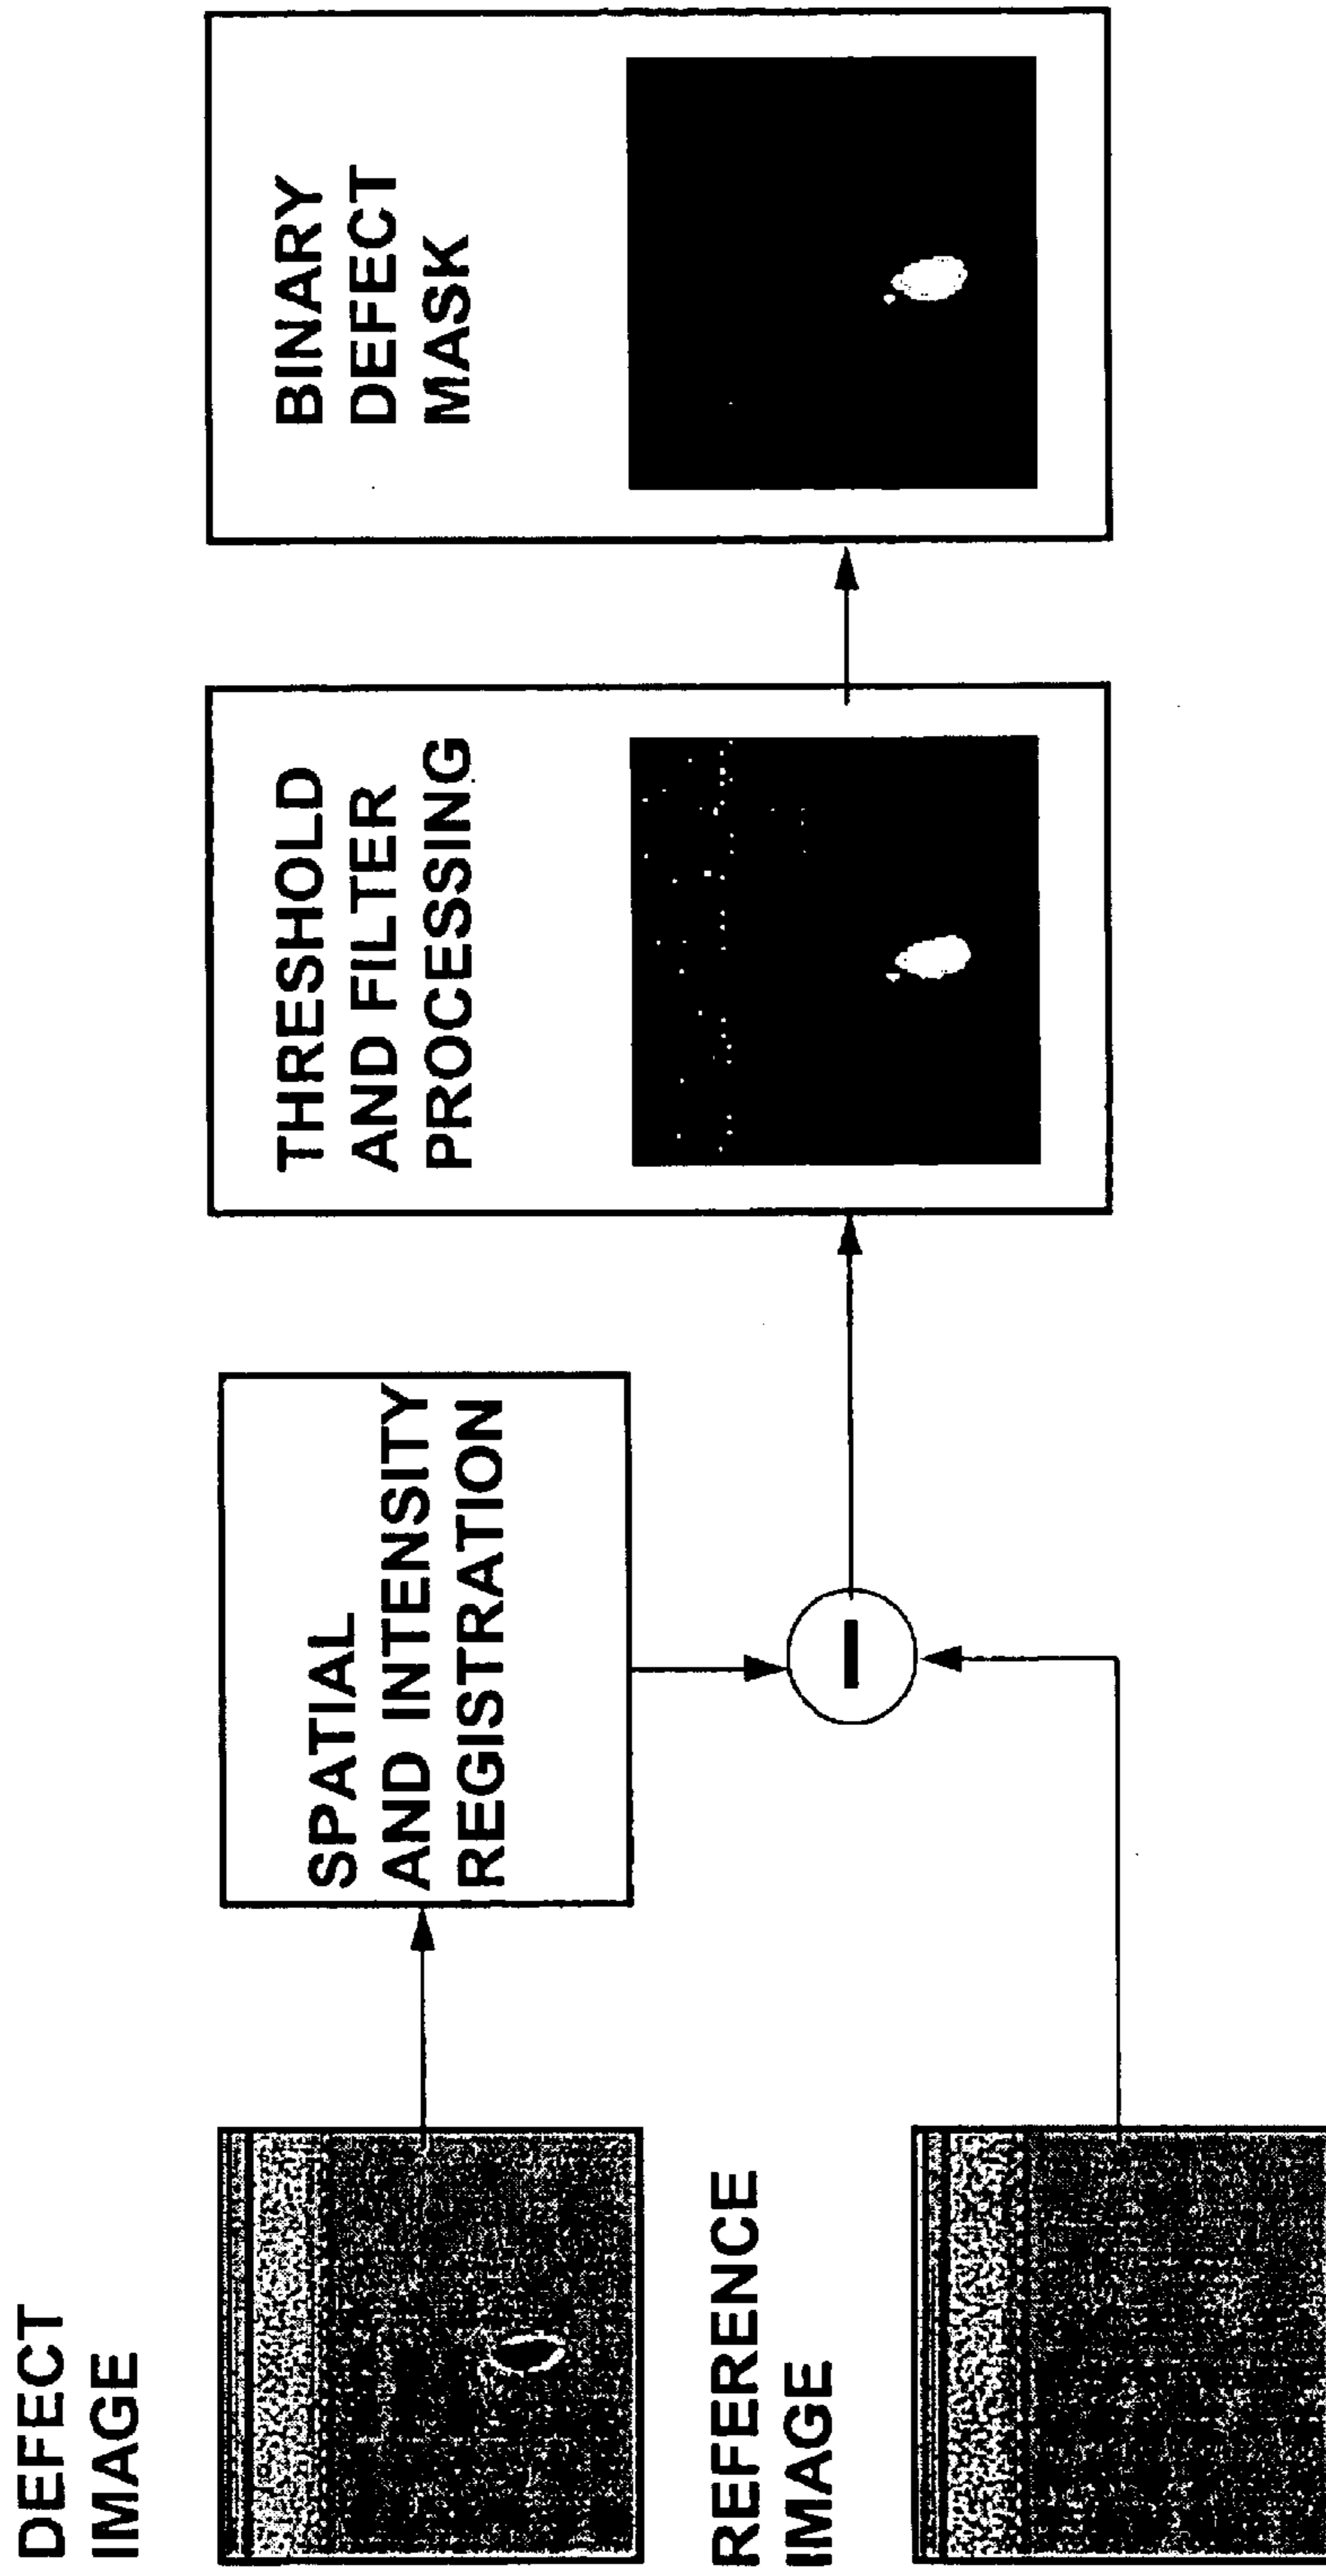 DEFECT
IMAGE
SPATIAL
AND INTENSITY
REGISTRATION
REFERENCE
IMAGE
THRESHOLD
AND FILTER
PROCESSING
BINARY
DEFECT
MASK